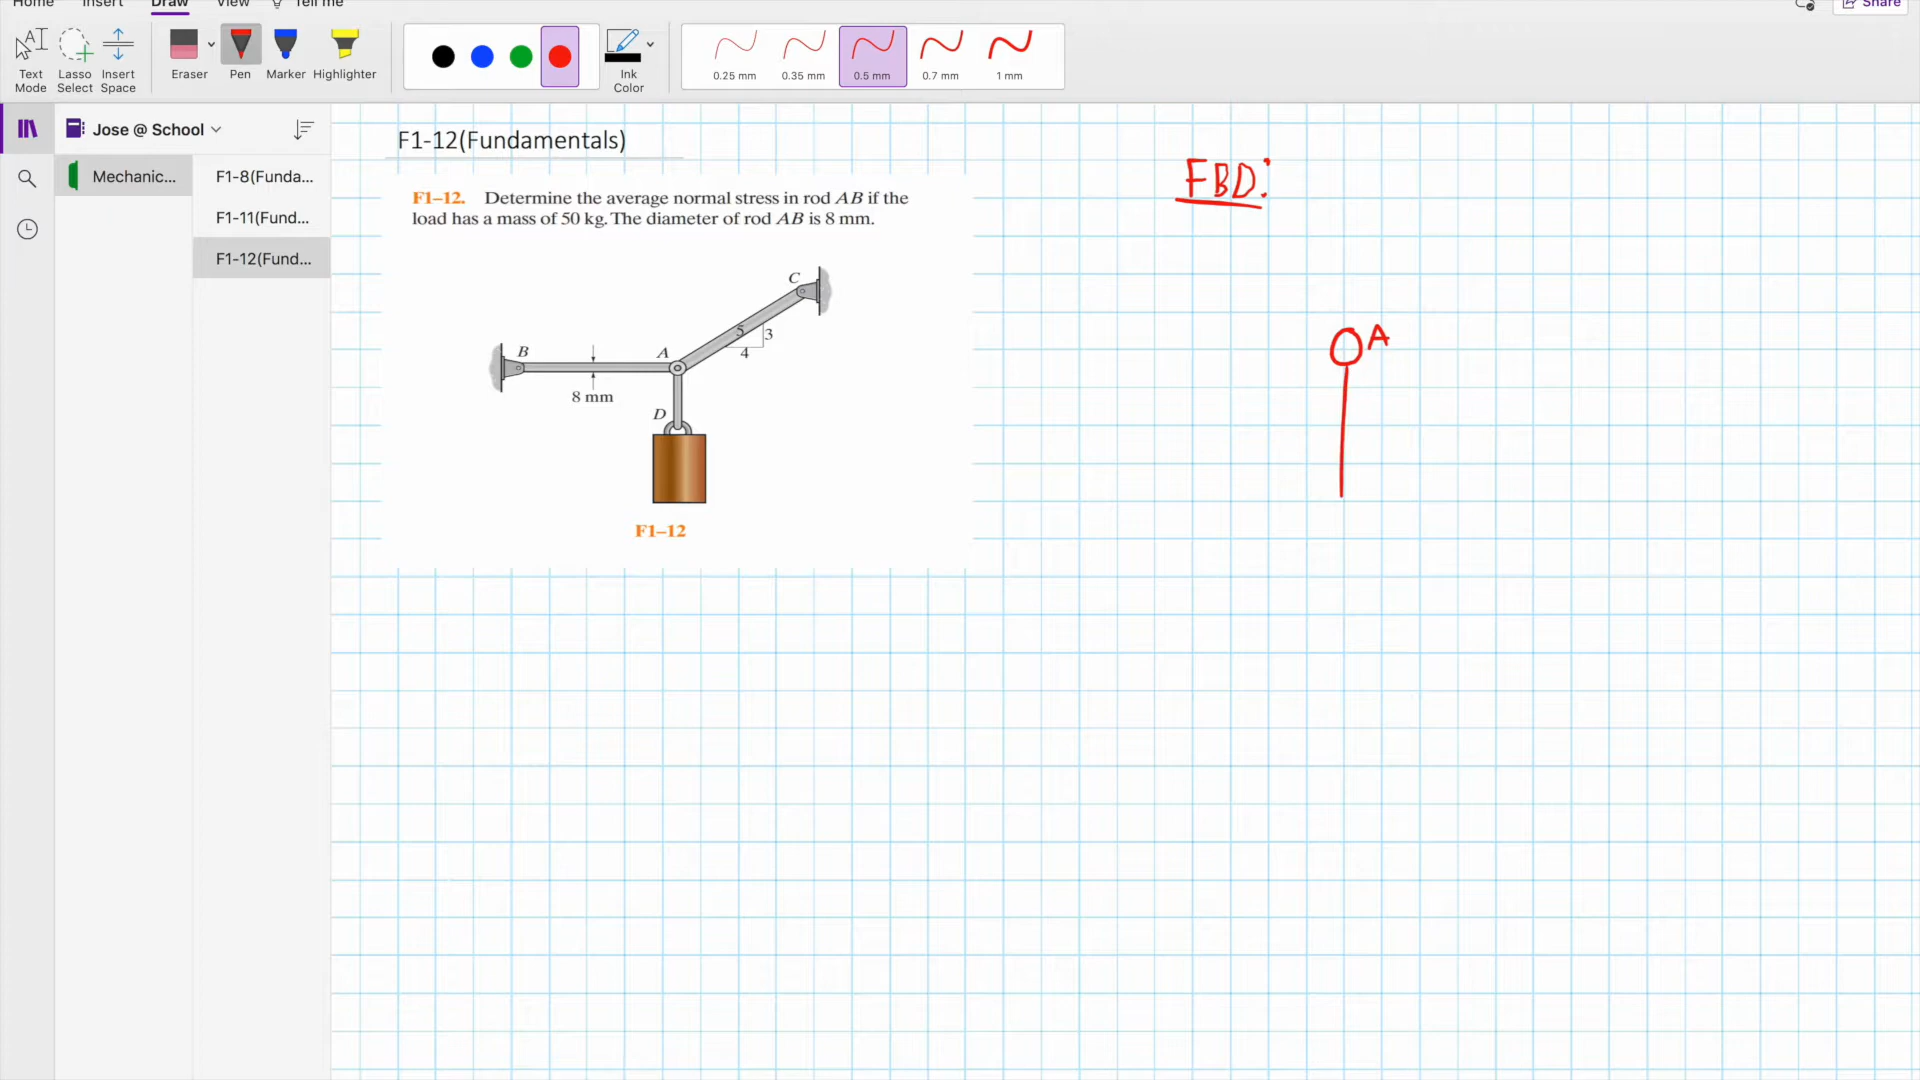 Home Insert Draw View Tell me Share
Text Mode
Lasso Select
Insert Space
Eraser
Pen
Marker
Highlighter
Ink Color
0.25 mm
0.35 mm
0.5 mm
0.7 mm
1 mm
Jose @ School
Mechanic...
F1-8(Funda...
F1-11(Fund...
F1-12(Fund...
F1-12(Fundamentals)
F1–12. Determine the average normal stress in rod AB if the
load has a mass of 50 kg. The diameter of rod AB is 8 mm.
C
5
3
4
B
A
8 mm
D
F1–12
FBD:
A